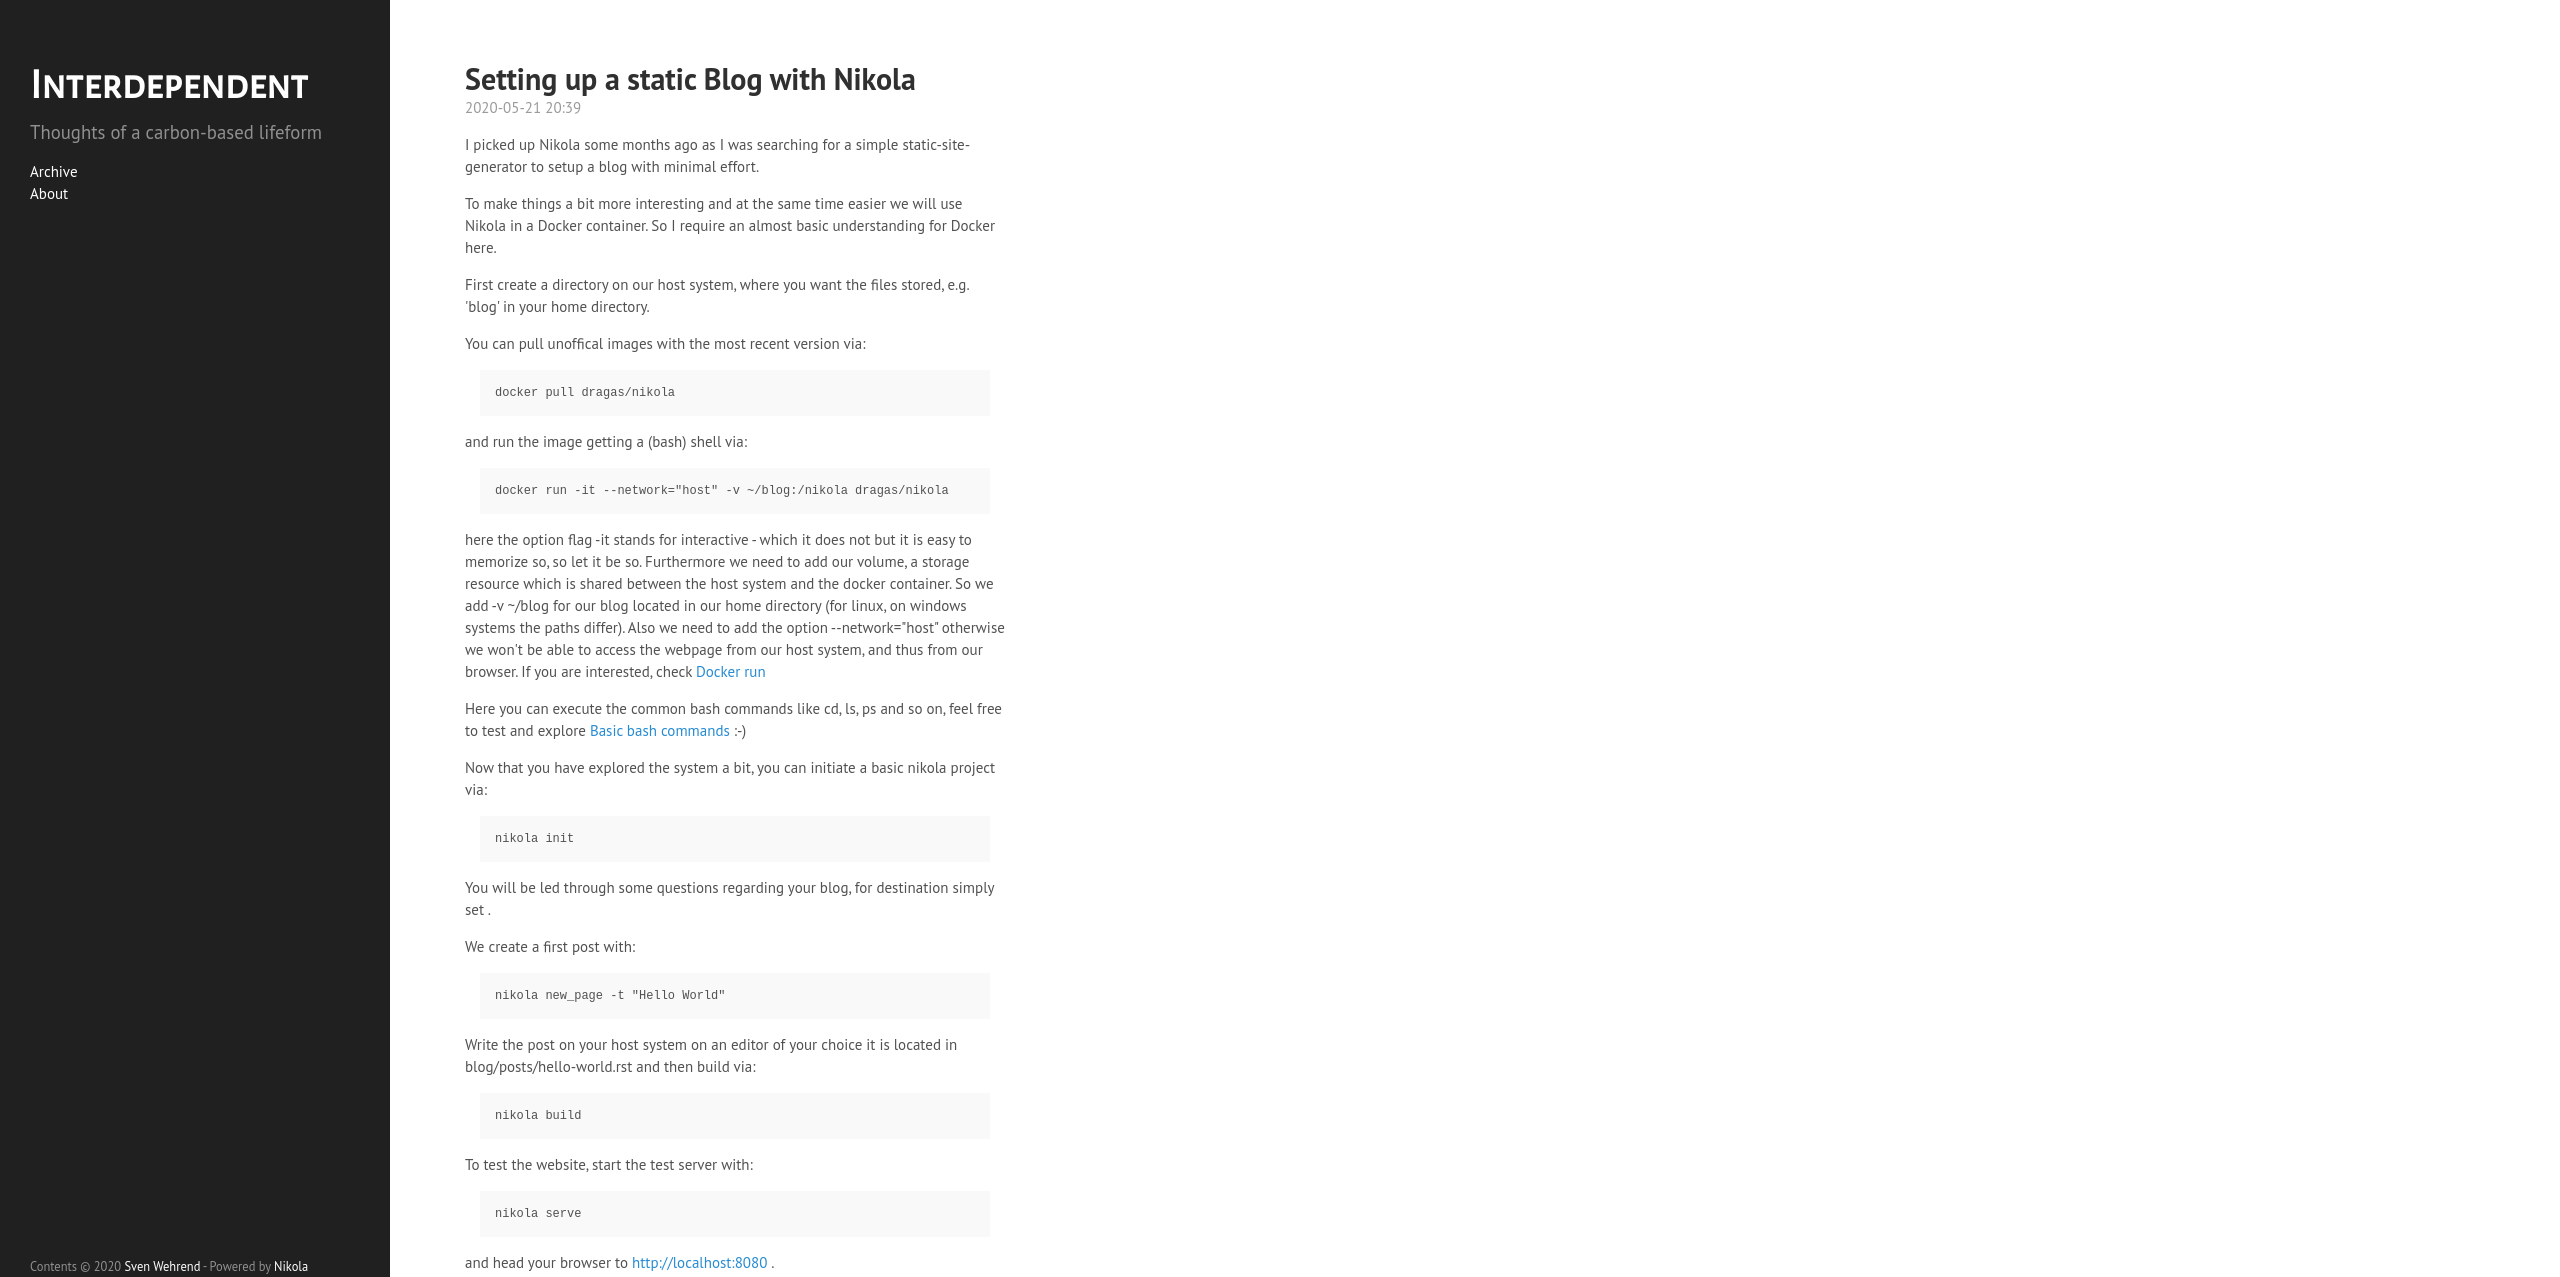 INTERDEPENDENT
Thoughts of a carbon-based lifeform
Archive
About
Contents © 2020 Sven Wehrend - Powered by Nikola
Setting up a static Blog with Nikola
2020-05-21 20:39
I picked up Nikola some months ago as I was searching for a simple static-site-
generator to setup a blog with minimal effort.
To make things a bit more interesting and at the same time easier we will use
Nikola in a Docker container. So I require an almost basic understanding for Docker
here.
First create a directory on our host system, where you want the files stored, e.g.
'blog' in your home directory.
You can pull unoffical images with the most recent version via:
docker pull dragas/nikola
and run the image getting a (bash) shell via:
docker run -it --network="host" -v ~/blog:/nikola dragas/nikola
here the option flag -it stands for interactive - which it does not but it is easy to
memorize so, so let it be so. Furthermore we need to add our volume, a storage
resource which is shared between the host system and the docker container. So we
add -v ~/blog for our blog located in our home directory (for linux, on windows
systems the paths differ). Also we need to add the option --network="host" otherwise
we won't be able to access the webpage from our host system, and thus from our
browser. If you are interested, check Docker run
Here you can execute the common bash commands like cd, ls, ps and so on, feel free
to test and explore Basic bash commands :-)
Now that you have explored the system a bit, you can initiate a basic nikola project
via:
nikola init
You will be led through some questions regarding your blog, for destination simply
set .
We create a first post with:
nikola new_page -t "Hello World"
Write the post on your host system on an editor of your choice it is located in
blog/posts/hello-world.rst and then build via:
nikola build
To test the website, start the test server with:
nikola serve
and head your browser to http://localhost:8080 .